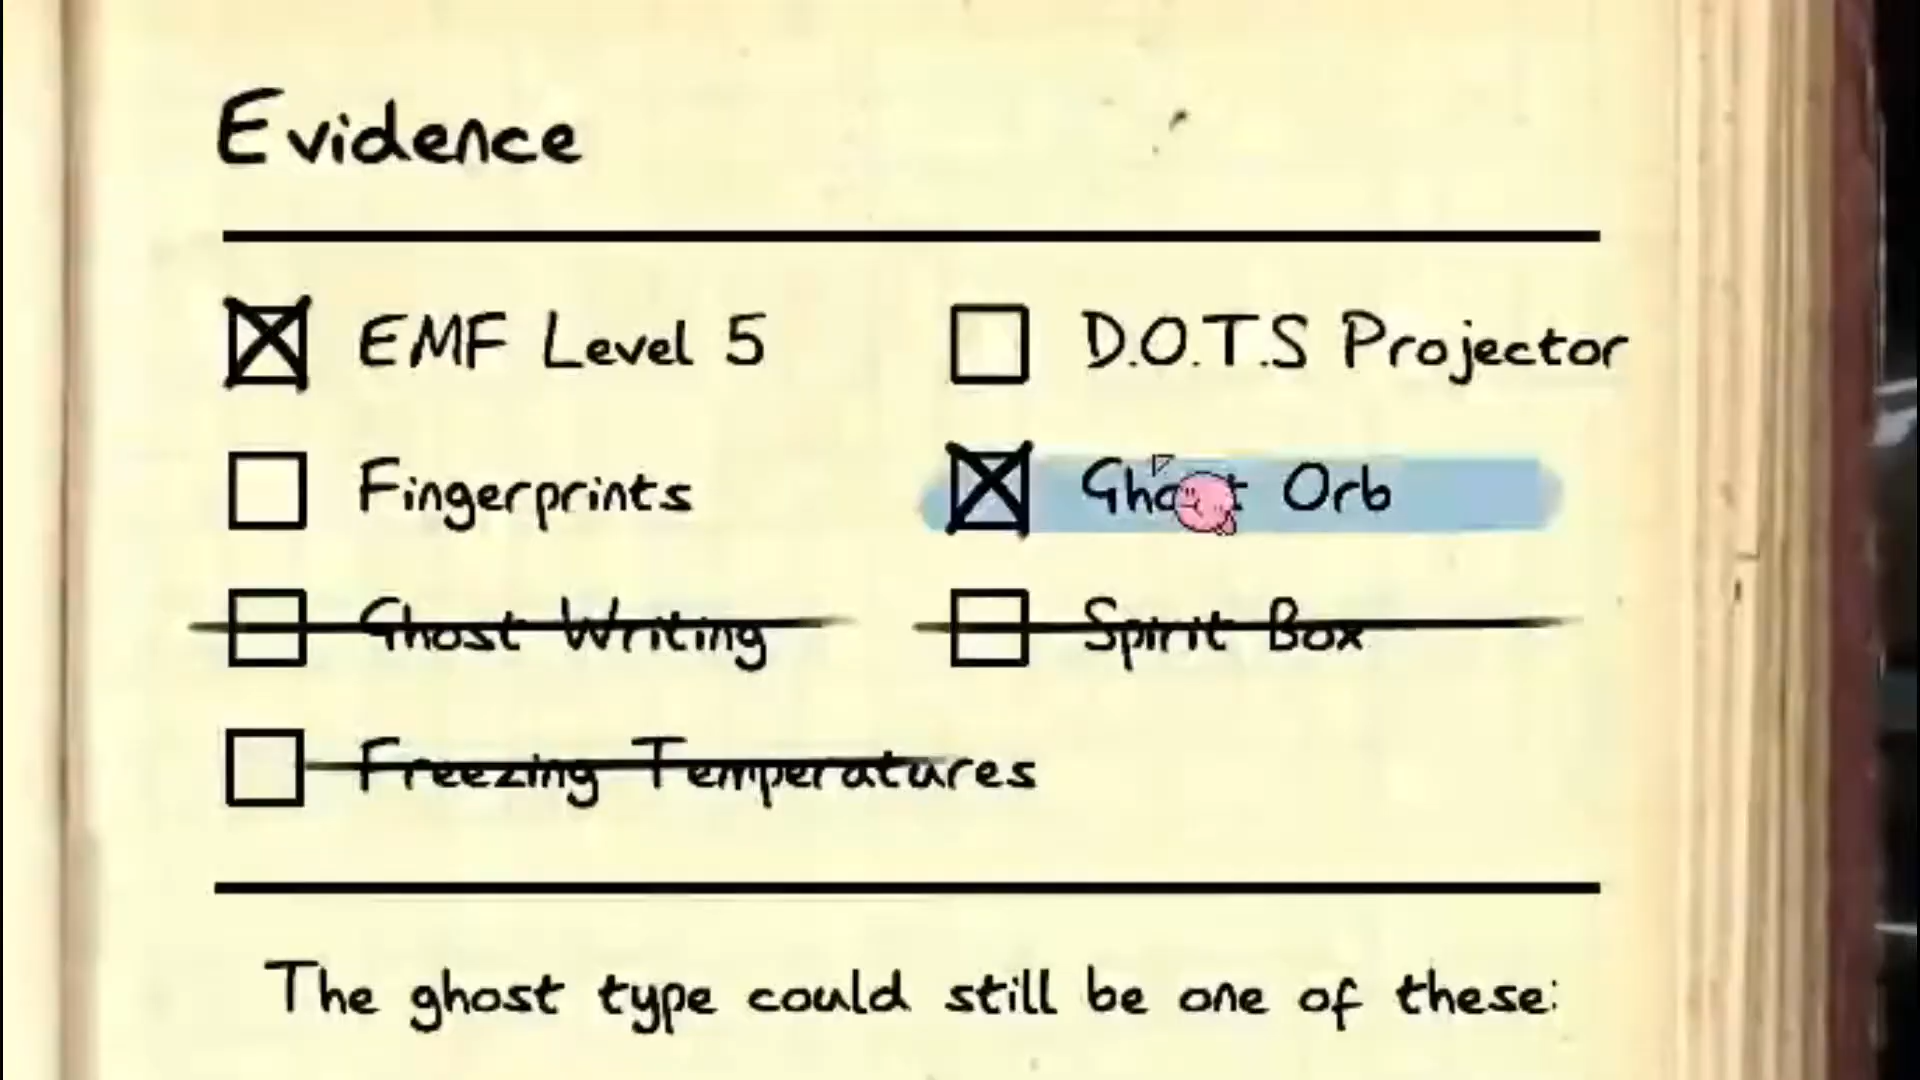 Evidence
EMF Level 5
D.O.T.S Projector
Fingerprints
Ghost Orb
Ghost Writing
Spirit Box
Freezing Temperatures
The ghost type could still be one of these: